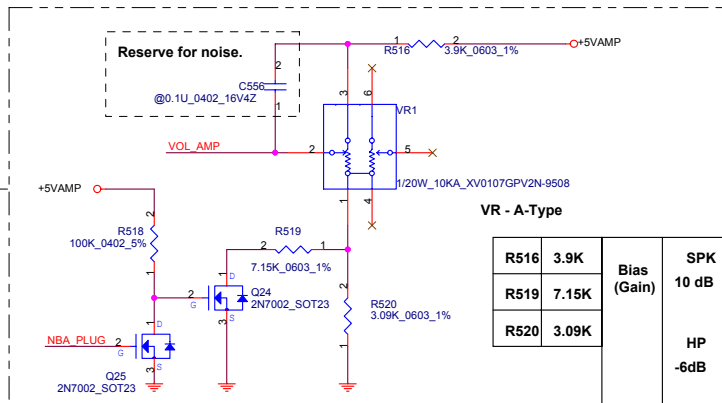 Reserve for noise.
2
C556
@0.1U_0402_16V4Z
1
1
R516
2
3.9K_0603_1%
+5VAMP
3
6
VR1
VOL_AMP
2
5
1/20W_10KA_XV0107GPV2N-9508
1
4
VR - A-Type
+5VAMP
2
R518
100K_0402_5%
1
R519
2
1
7.15K_0603_1%
D
Q24
2N7002_SOT23
2
G
S
1
3
2
R520
3.09K_0603_1%
1
NBA_PLUG
2
G
D
S
1
3
Q25
2N7002_SOT23
R516 3.9K
R519 7.15K
R520 3.09K
Bias
(Gain)
SPK
10 dB
HP
-6dB